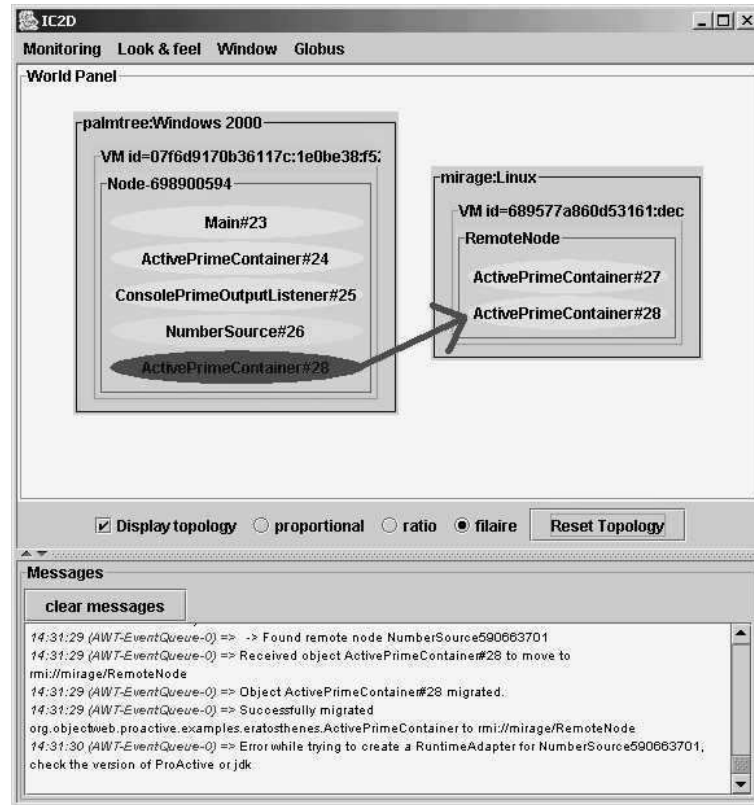 IC2D
Monitoring Look & feel Window Globus
World Panel
palmtree:Windows 2000
VM id=07f6d9170b36117c:1e0be38:f52
Node-698900594
Main#23
ActivePrimeContainer#24
ConsolePrimeOutputListener#25
NumberSource#26
ActivePrimeContainer#28
mirage:Linux
VM id=689577a860d53161:dec
RemoteNode
ActivePrimeContainer#27
ActivePrimeContainer#28
Display topology proportional ratio filaire Reset Topology
Messages
clear messages
14:31:29 (AWT-EventQueue-0) => -> Found remote node NumberSource590663701
14:31:29 (AWT-EventQueue-0) => Received object ActivePrimeContainer#28 to move to
rmi://mirage/RemoteNode
14:31:29 (AWT-EventQueue-0) => Object ActivePrimeContainer#28 migrated.
14:31:29 (AWT-EventQueue-0) => Successfully migrated
org.objectweb.proactive.examples.eratosthenes.ActivePrimeContainer to rmi://mirage/RemoteNode
14:31:30 (AWT-EventQueue-0) => Error while trying to create a RuntimeAdapter for NumberSource590663701,
check the version of ProActive or jdk